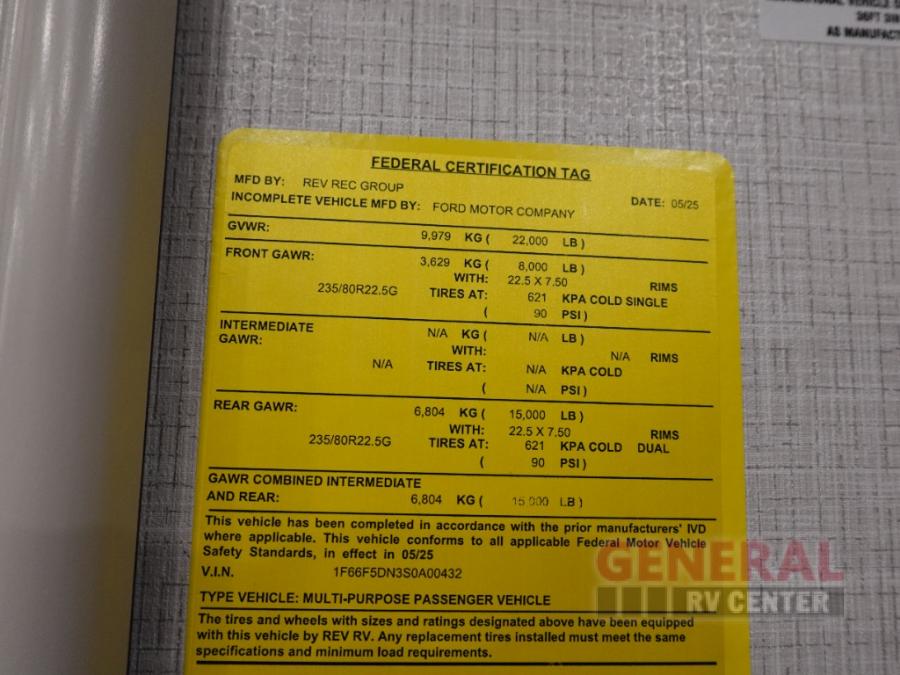 AS MANUFACT
FEDERAL CERTIFICATION TAG
MFD BY: REV REC GROUP DATE: 05/25
INCOMPLETE VEHICLE MFD BY: FORD MOTOR COMPANY
GVWR: 9,979 KG ( 22,000 LB )
FRONT GAWR: 3,629 KG ( 8,000 LB )
WITH: 22.5 X 7.50 RIMS
235/80R22.5G TIRES AT: 621 KPA COLD SINGLE
( 90 PSI )
INTERMEDIATE N/A KG ( N/A LB )
GAWR: WITH: N/A RIMS
N/A TIRES AT: N/A KPA COLD
( N/A PSI )
REAR GAWR: 6,804 KG ( 15,000 LB )
WITH: 22.5 X 7.50 RIMS
235/80R22.5G TIRES AT: 621 KPA COLD DUAL
( 90 PSI )
GAWR COMBINED INTERMEDIATE
AND REAR: 6,804 KG ( 15 000 LB )
This vehicle has been completed in accordance with the prior manufacturers' IVD
where applicable. This vehicle conforms to all applicable Federal Motor Vehicle
Safety Standards, in effect in 05/25
V.I.N. 1F66F5DN3S0A00432
TYPE VEHICLE: MULTI-PURPOSE PASSENGER VEHICLE
The tires and wheels with sizes and ratings designated above have been equipped
with this vehicle by REV RV. Any replacement tires installed must meet the same
specifications and minimum load requirements.
GENERAL
RV CENTER